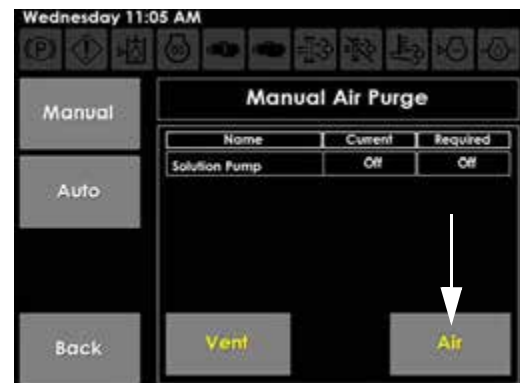 Wednesday 11:05 AM
(P)
Manual
Manual Air Purge
Name Current Required
Solution Pump Off Off
Auto
Back
Vent
Air